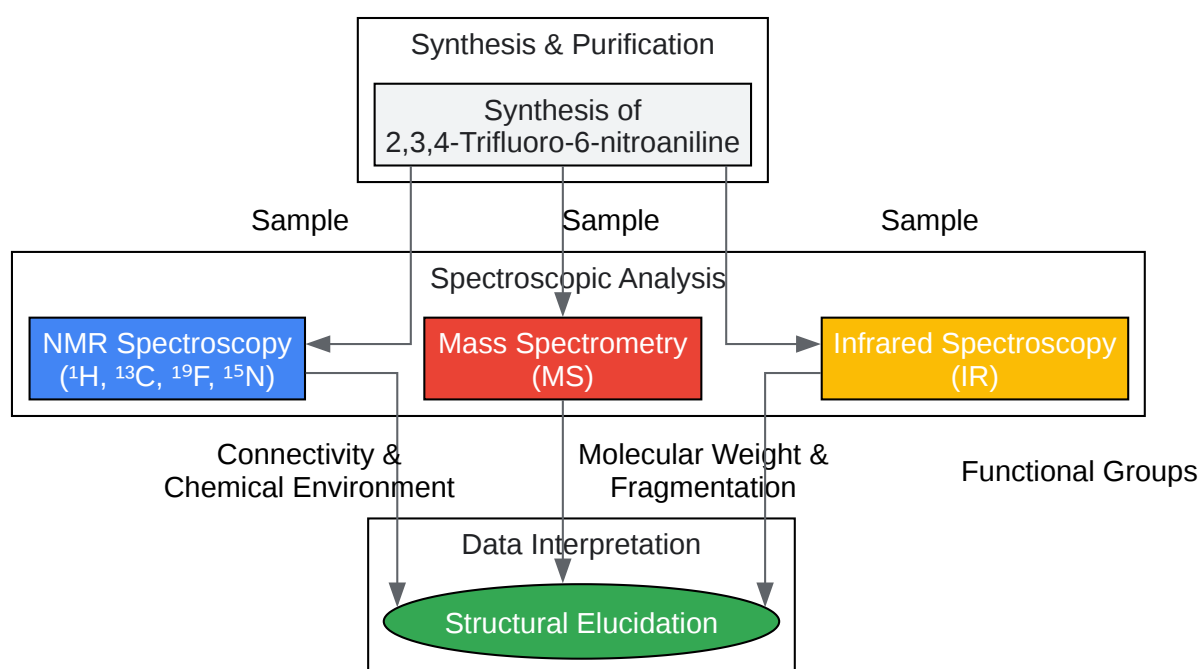 Synthesis & Purification
Synthesis of
2,3,4-Trifluoro-6-nitroaniline
Sample
Sample
Sample
Spectroscopic Analysis
NMR Spectroscopy
(¹H, ¹³C, ¹⁹F, ¹⁵N)
Mass Spectrometry
(MS)
Infrared Spectroscopy
(IR)
Connectivity &
Chemical Environment
Molecular Weight &
Fragmentation
Functional Groups
Data Interpretation
Structural Elucidation